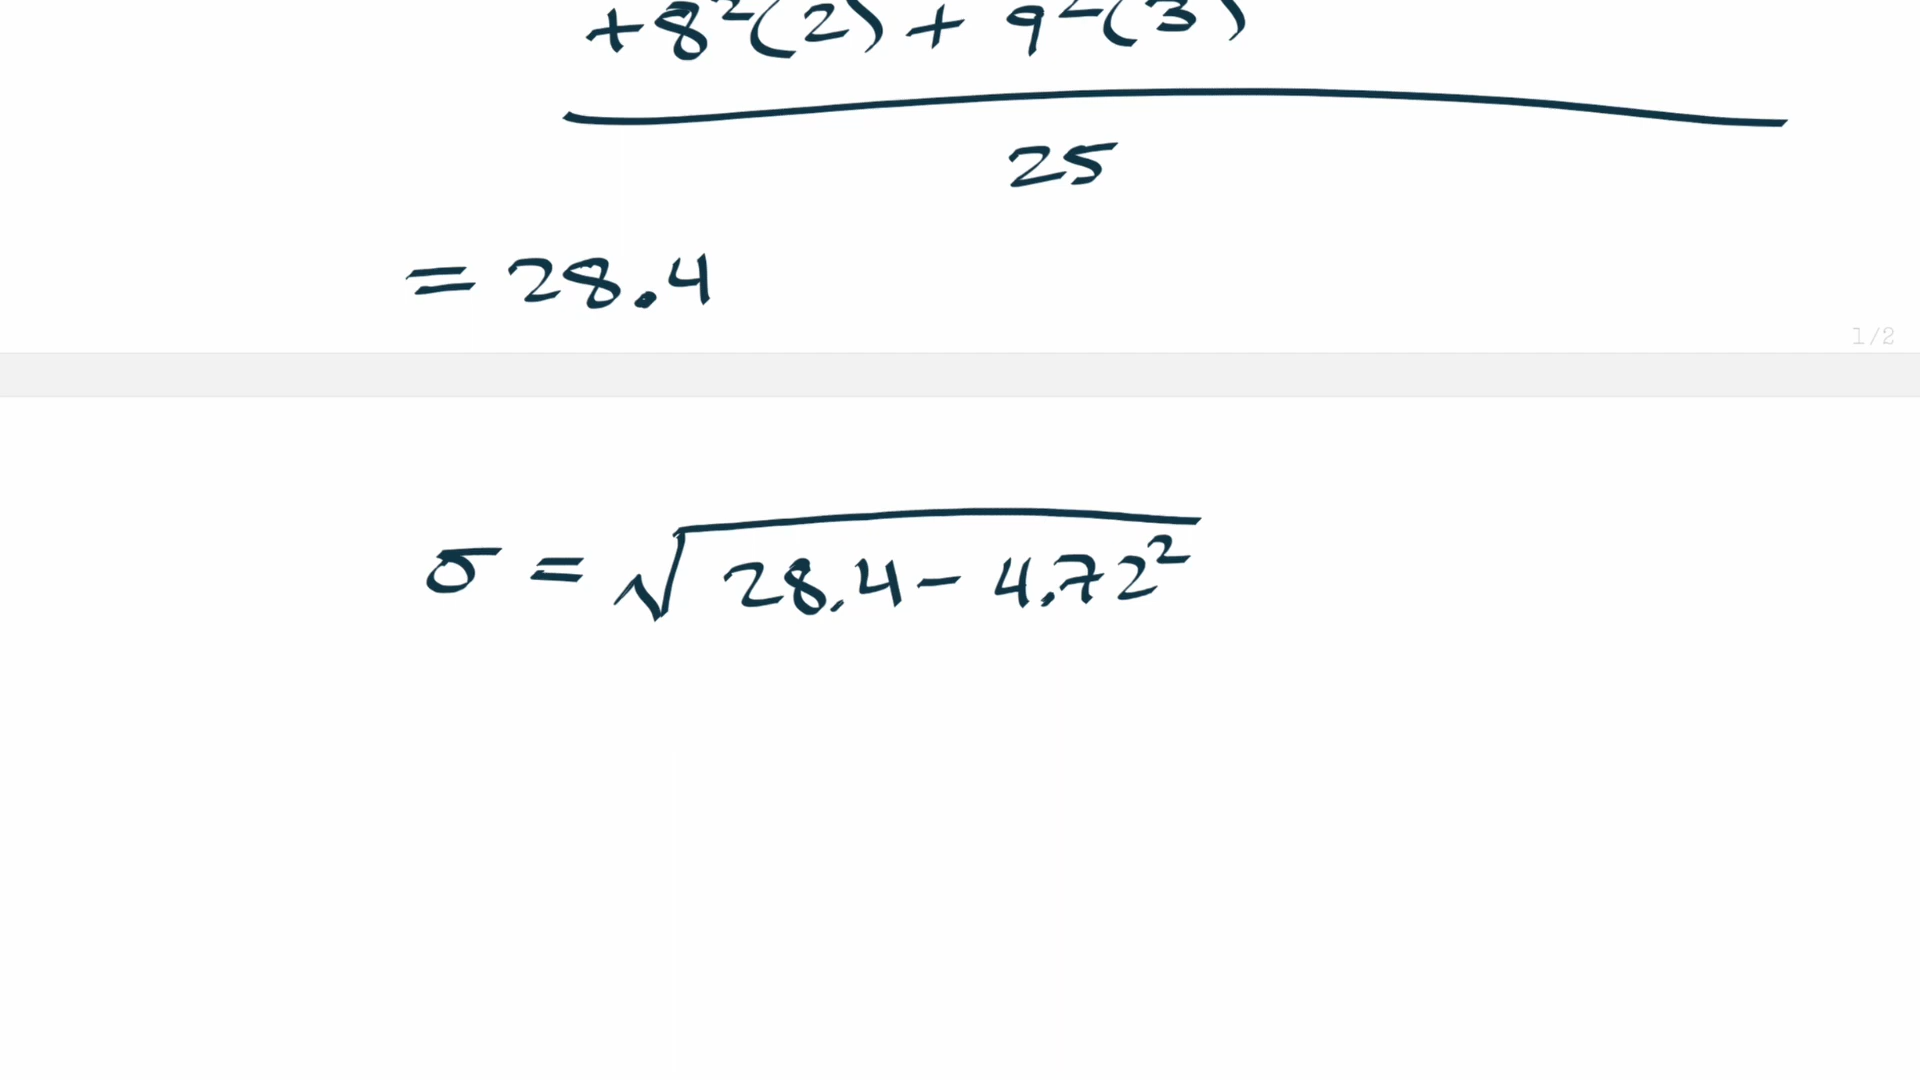 +8²(2) + 9²(3)
25
= 28.4
1/2
σ = √28.4 - 4.72²